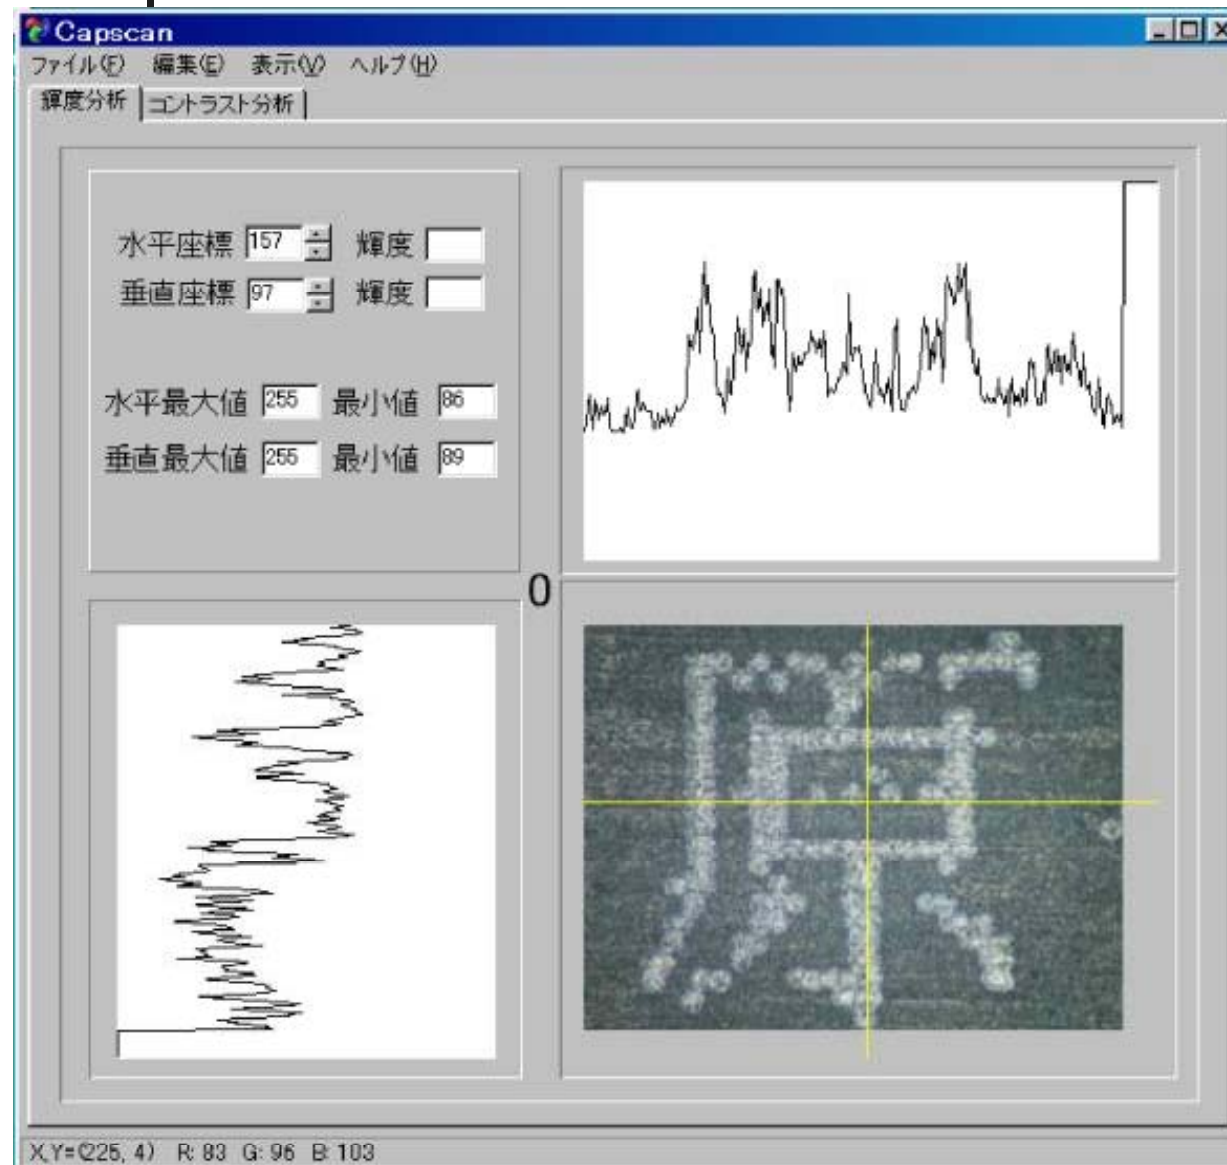 Capscan
ファイル(F) 編集(E) 表示(V) ヘルプ(H)
輝度分析 コントラスト分析
水平座標 157 輝度
垂直座標 97 輝度
水平最大値 255 最小値 86
垂直最大値 255 最小値 89
0
原
X,Y=(225, 4) R: 83 G: 96 B: 103